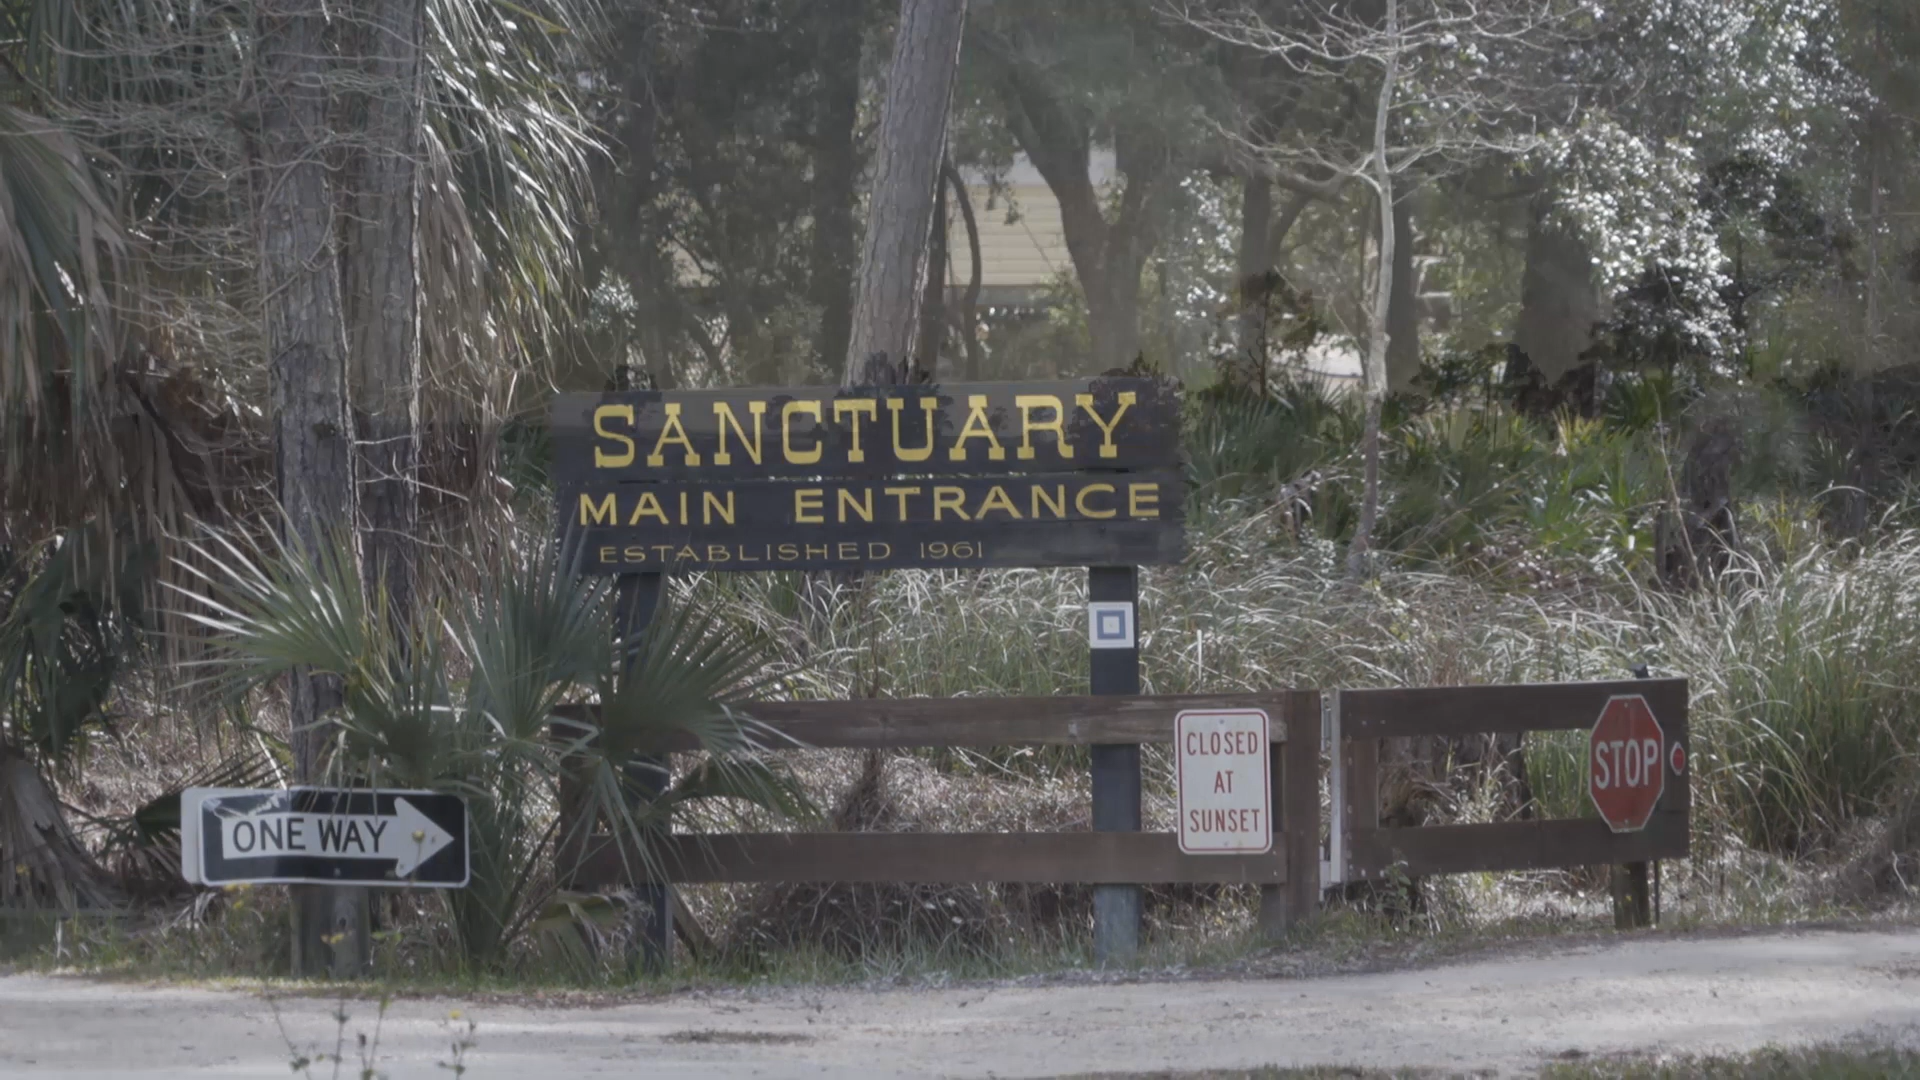 SANCTUARY
MAIN ENTRANCE
ESTABLISHED 1961
CLOSED
AT
SUNSET
STOP
ONE WAY